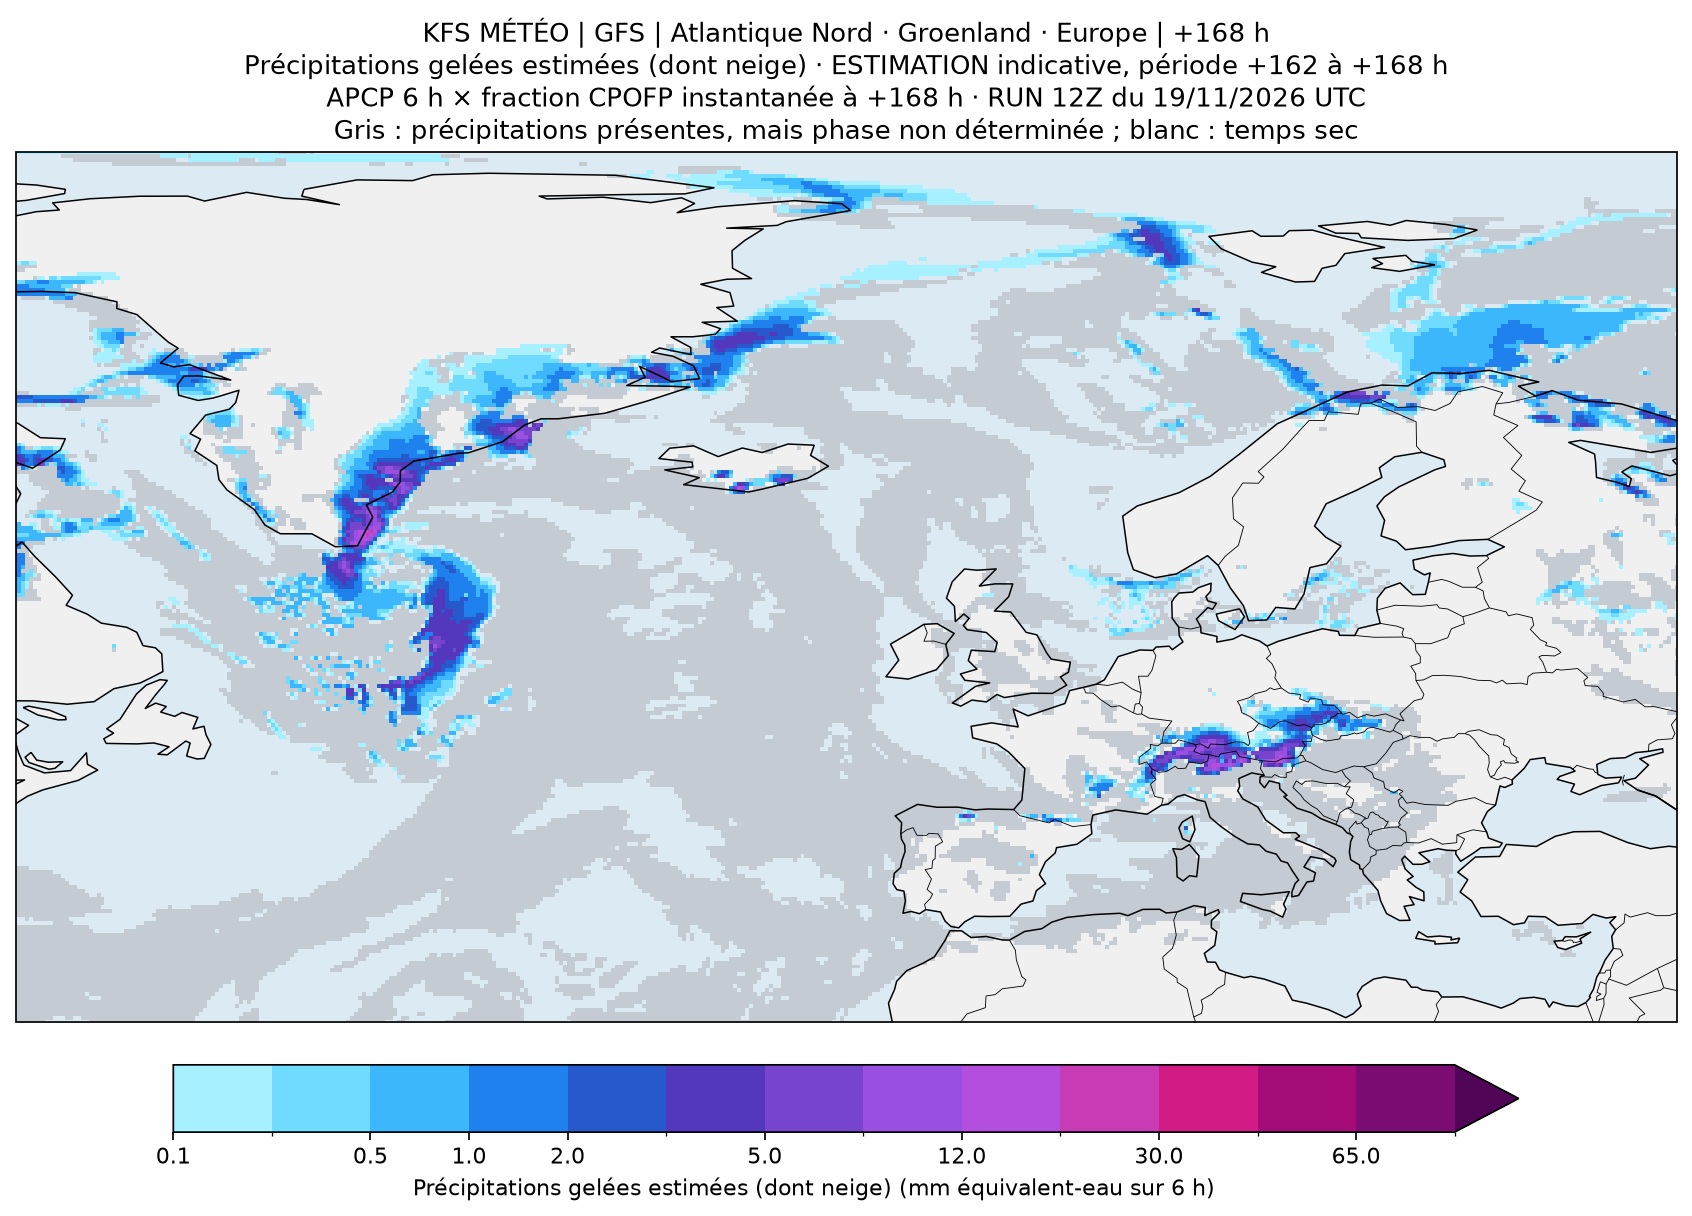 KFS MÉTÉO | GFS | Atlantique Nord · Groenland · Europe | +168 h
Précipitations gelées estimées (dont neige) · ESTIMATION indicative, période +162 à +168 h
APCP 6 h × fraction CPOFP instantanée à +168 h · RUN 12Z du 19/11/2026 UTC
Gris : précipitations présentes, mais phase non déterminée ; blanc : temps sec
0.1 0.5 1.0 2.0 5.0 12.0 30.0 65.0
Précipitations gelées estimées (dont neige) (mm équivalent-eau sur 6 h)